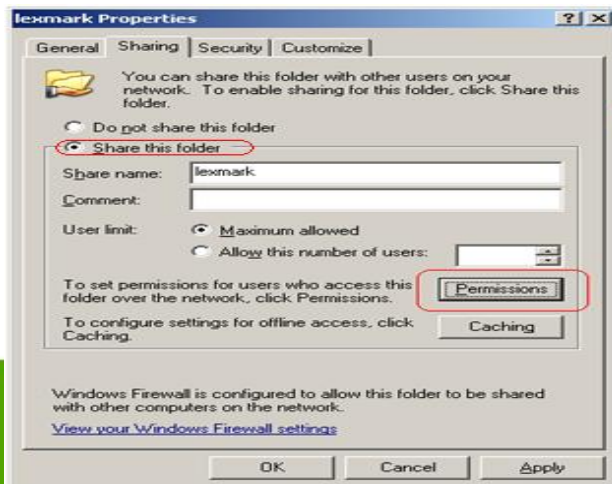 lexmark Properties
General Sharing Security Customize
You can share this folder with other users on your
network. To enable sharing for this folder, click Share this
folder.
Do not share this folder
Share this folder
Share name: lexmark
Comment:
User limit: Maximum allowed
Allow this number of users:
To set permissions for users who access this
folder over the network, click Permissions.
Permissions
To configure settings for offline access, click
Caching.
Caching
Windows Firewall is configured to allow this folder to be shared
with other computers on the network.
View your Windows Firewall settings
OK Cancel Apply